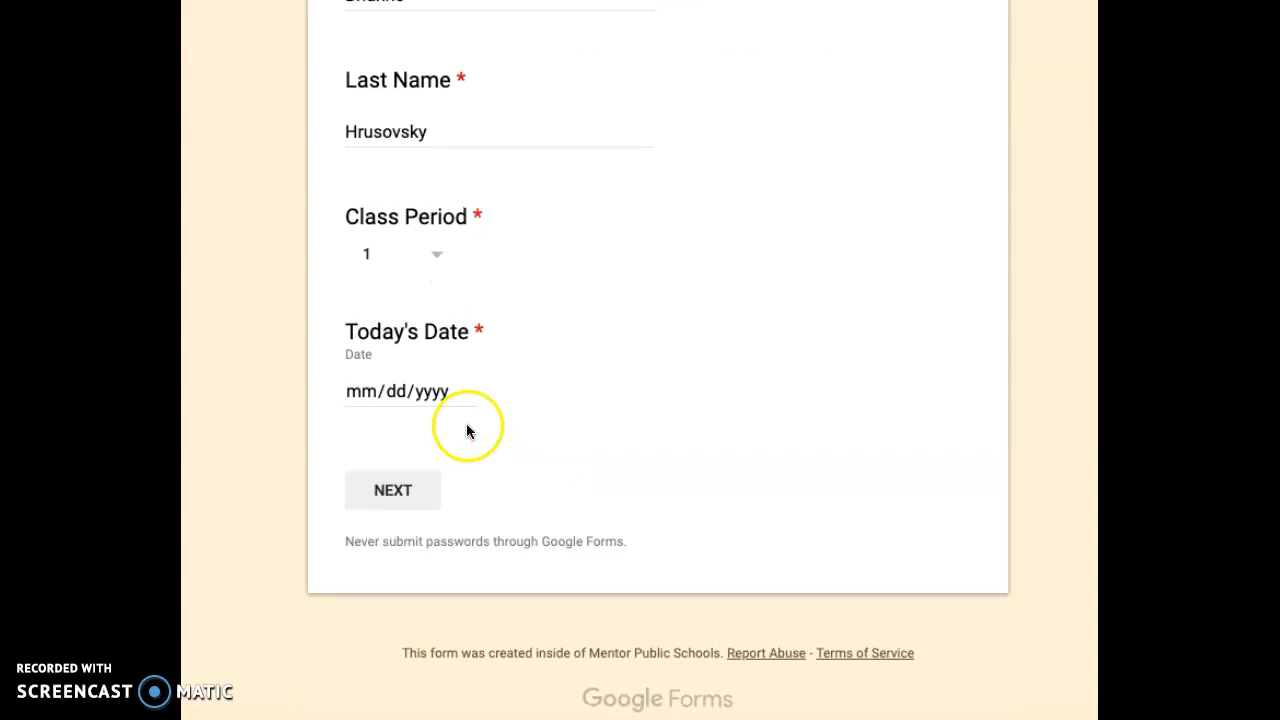 Last Name *
Hrusovsky
Class Period *
1
Today's Date *
Date
mm/dd/yyyy
NEXT
Never submit passwords through Google Forms.
This form was created inside of Mentor Public Schools. Report Abuse - Terms of Service
Google Forms
RECORDED WITH
SCREENCAST MATIC